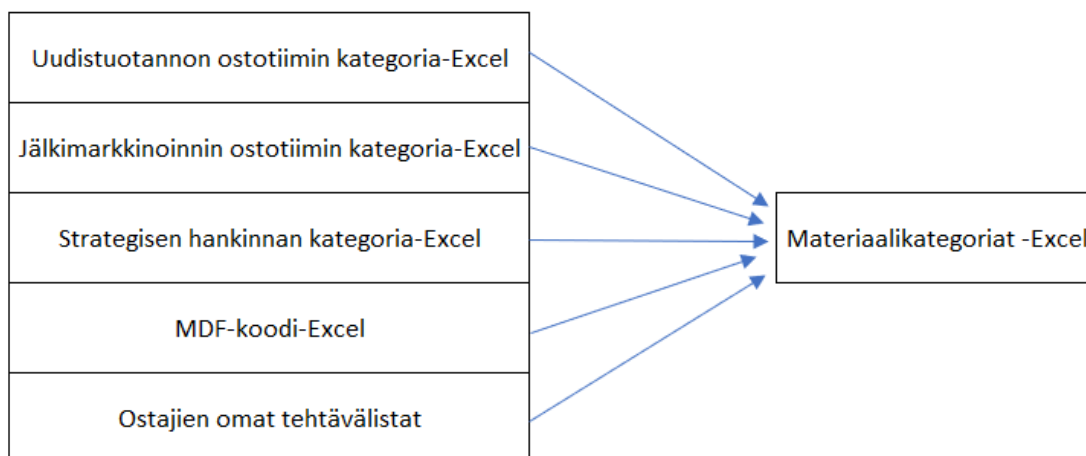 Uudistuotannon ostotiimin kategoria-Excel
Jälkimarkkinoinnin ostotiimin kategoria-Excel
Strategisen hankinnan kategoria-Excel
MDF-koodi-Excel
Ostajien omat tehtävälistat
Materiaalikategoriat -Excel